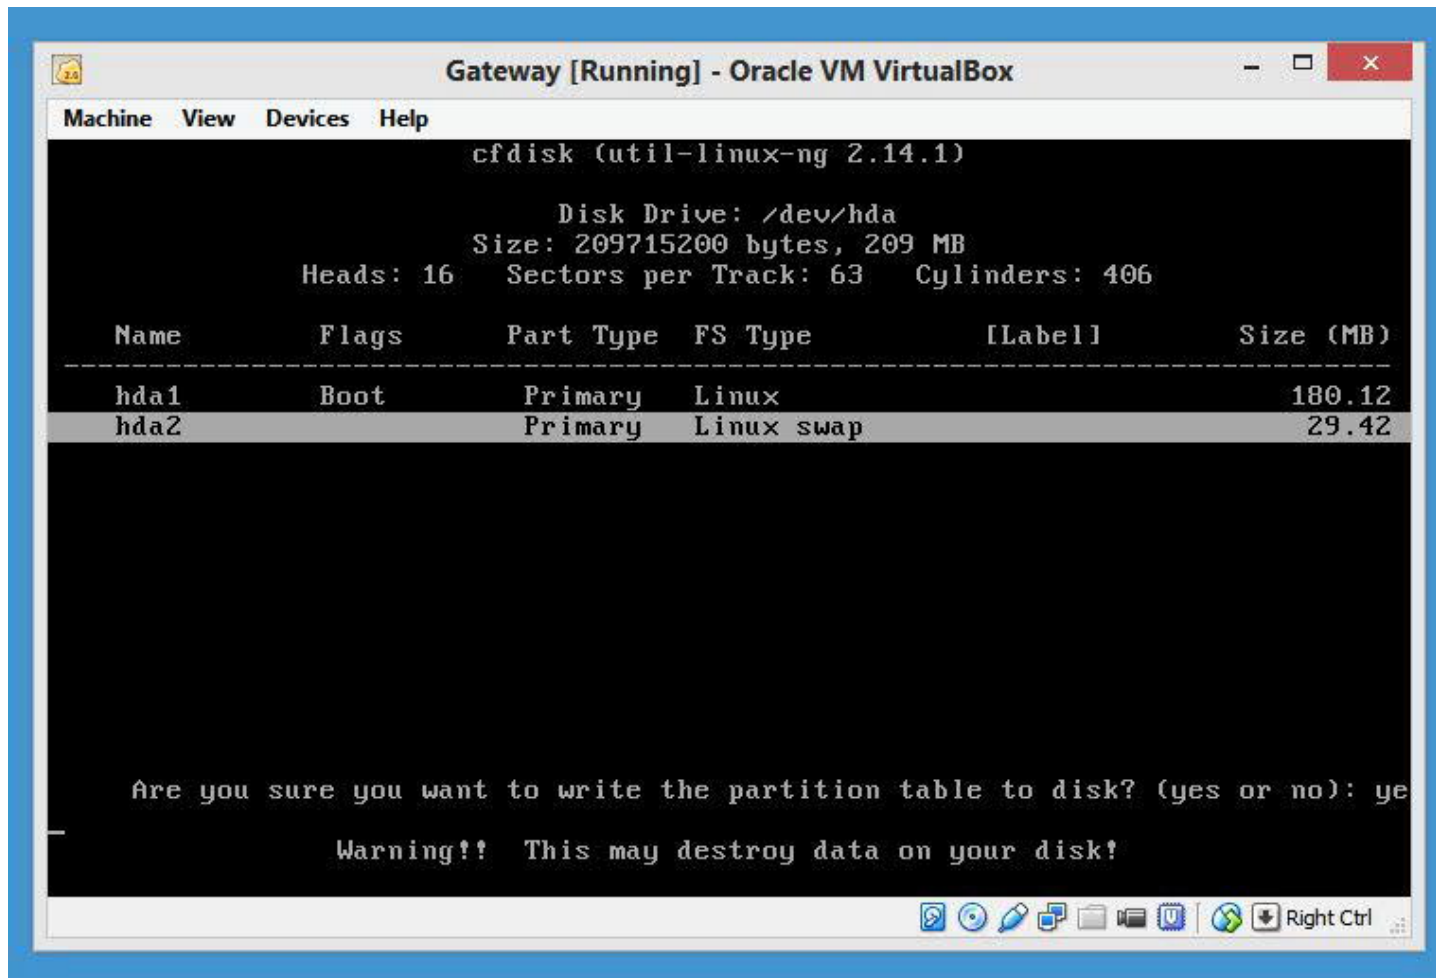 Gateway [Running] - Oracle VM VirtualBox
Machine View Devices Help
cfdisk (util-linux-ng 2.14.1)
Disk Drive: /dev/hda
Size: 209715200 bytes, 209 MB
Heads: 16 Sectors per Track: 63 Cylinders: 406
Name Flags Part Type FS Type [Label] Size (MB)
hda1 Boot Primary Linux 180.12
hda2 Primary Linux swap 29.42
Are you sure you want to write the partition table to disk? (yes or no): ye
Warning!! This may destroy data on your disk!
Right Ctrl